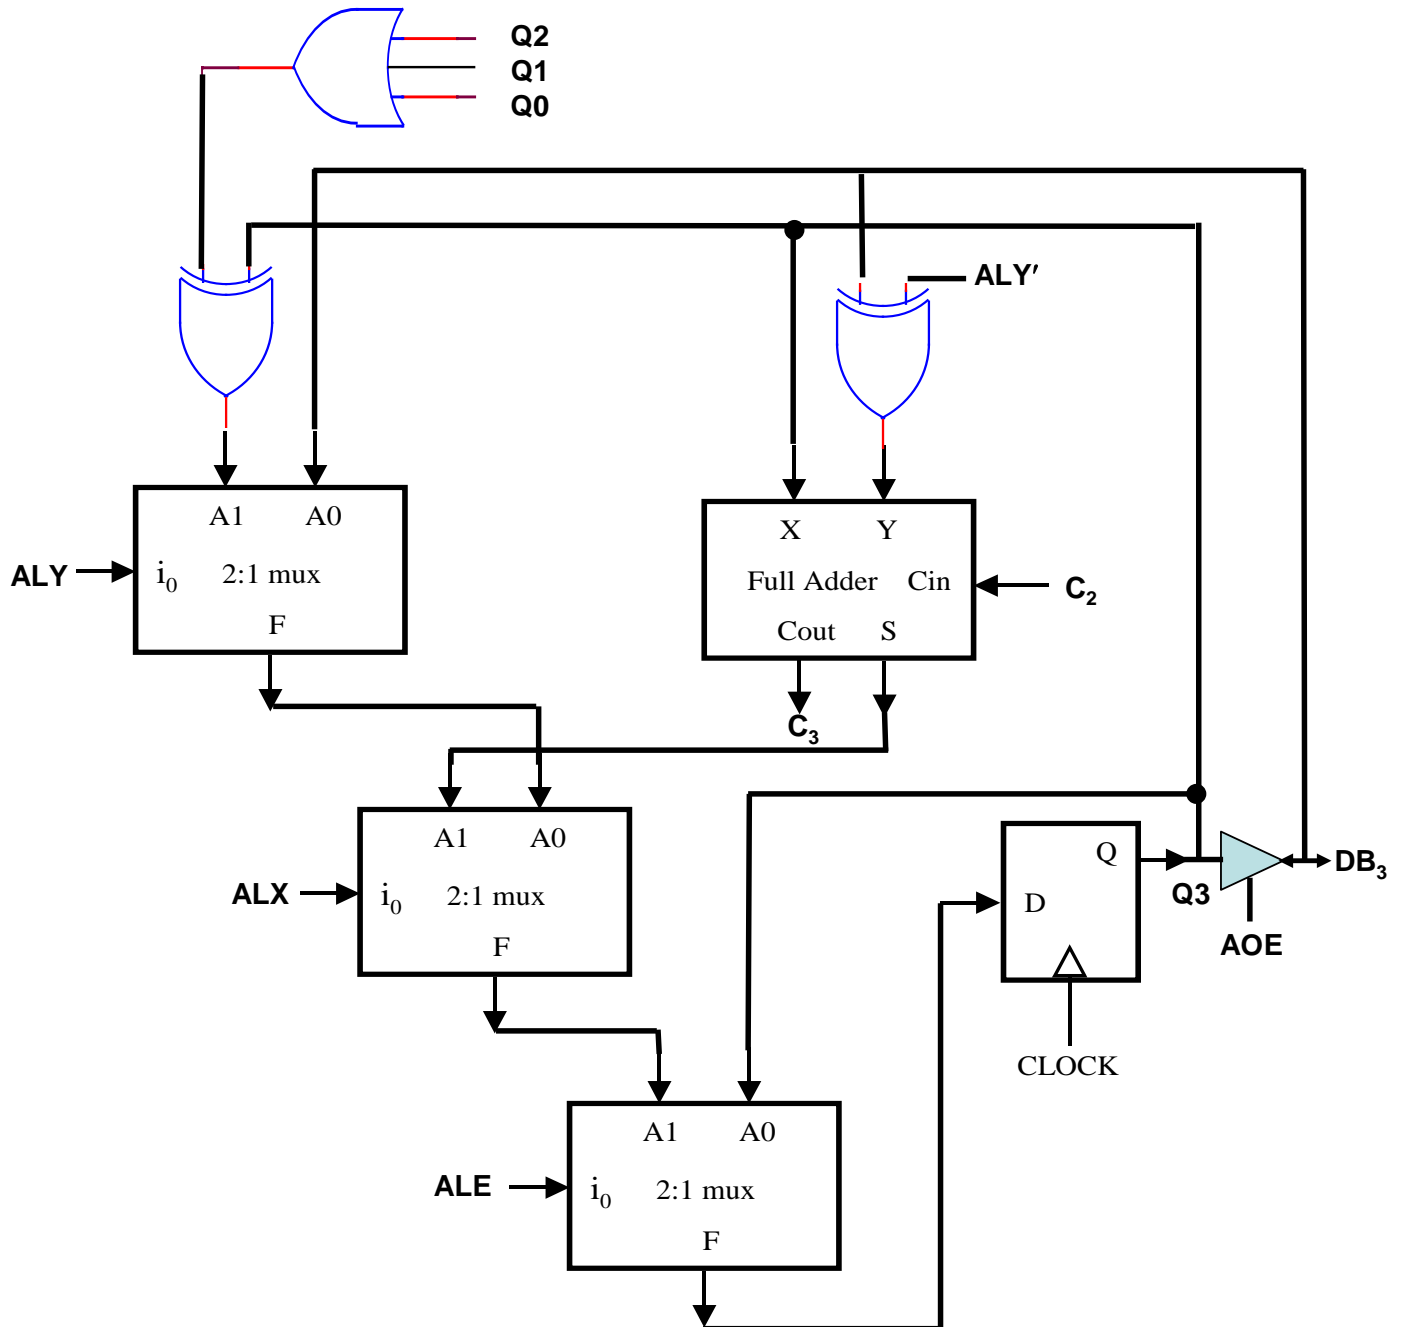 Q2
Q1
Q0
ALY′
A1 A0
X Y
ALY i₀ 2:1 mux
Full Adder Cin C₂
F
Cout S
C₃
A1 A0
Q
DB₃
ALX i₀ 2:1 mux
D
Q3
F
AOE
CLOCK
A1 A0
ALE i₀ 2:1 mux
F